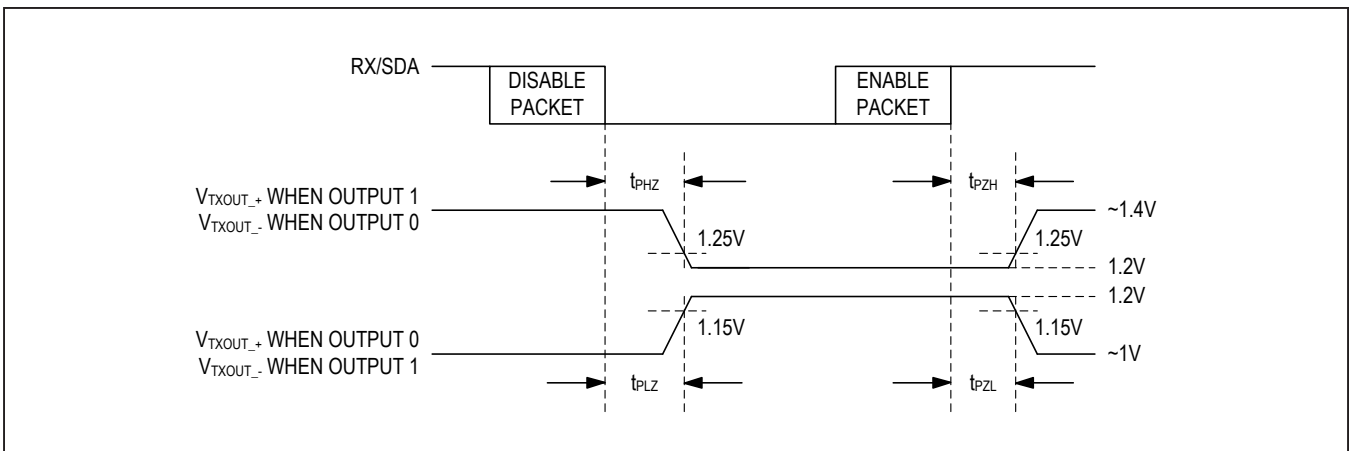 RX/SDA
DISABLE
PACKET
ENABLE
PACKET
tPHZ
tPZH
VTXOUT_+ WHEN OUTPUT 1
VTXOUT_- WHEN OUTPUT 0
~1.4V
1.25V
1.25V
1.2V
1.2V
1.15V
1.15V
VTXOUT_+ WHEN OUTPUT 0
VTXOUT_- WHEN OUTPUT 1
~1V
tPLZ
tPZL